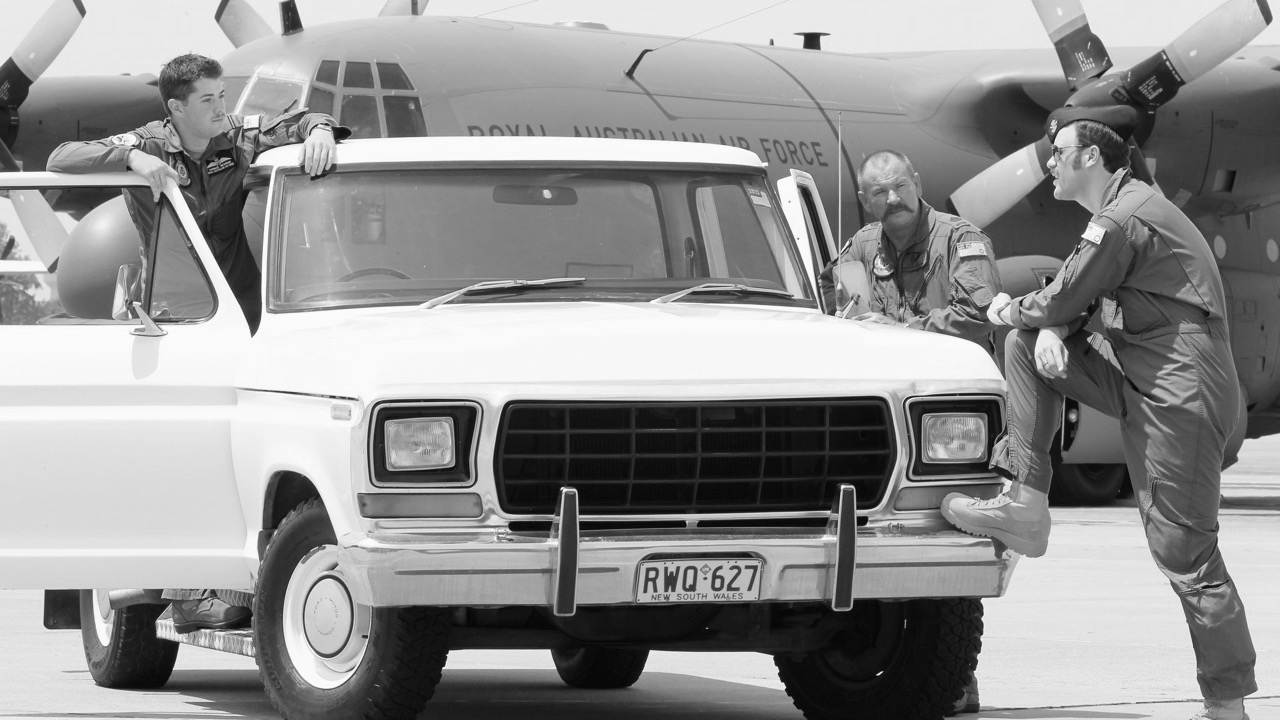 ROYAL AUSTRALIAN AIR FORCE
RWQ·627
NEW SOUTH WALES